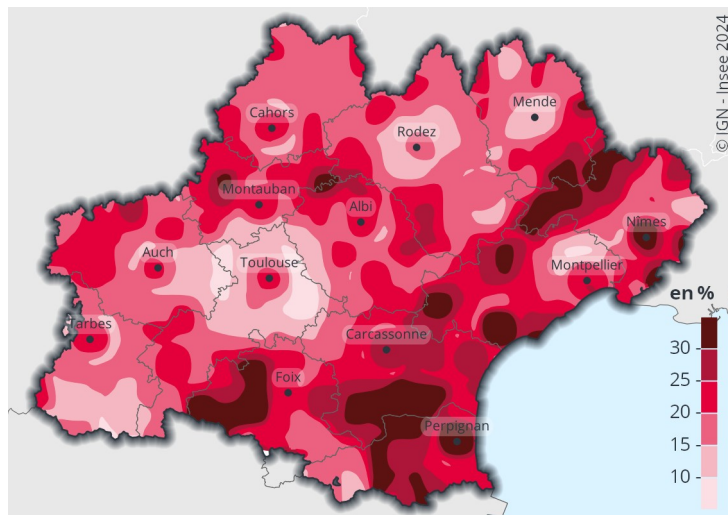 © IGN - Insee 2024
Cahors
Mende
Rodez
Montauban
Albi
Nîmes
Auch
Toulouse
Montpellier
en %
Tarbes
Carcassonne
30
25
Foix
20
Perpignan
15
10